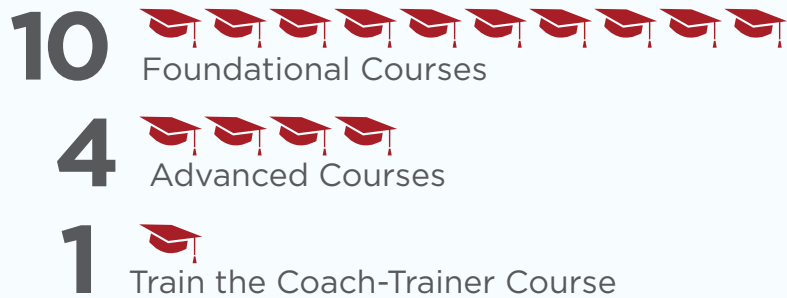 10
Foundational Courses
4
Advanced Courses
1
Train the Coach-Trainer Course